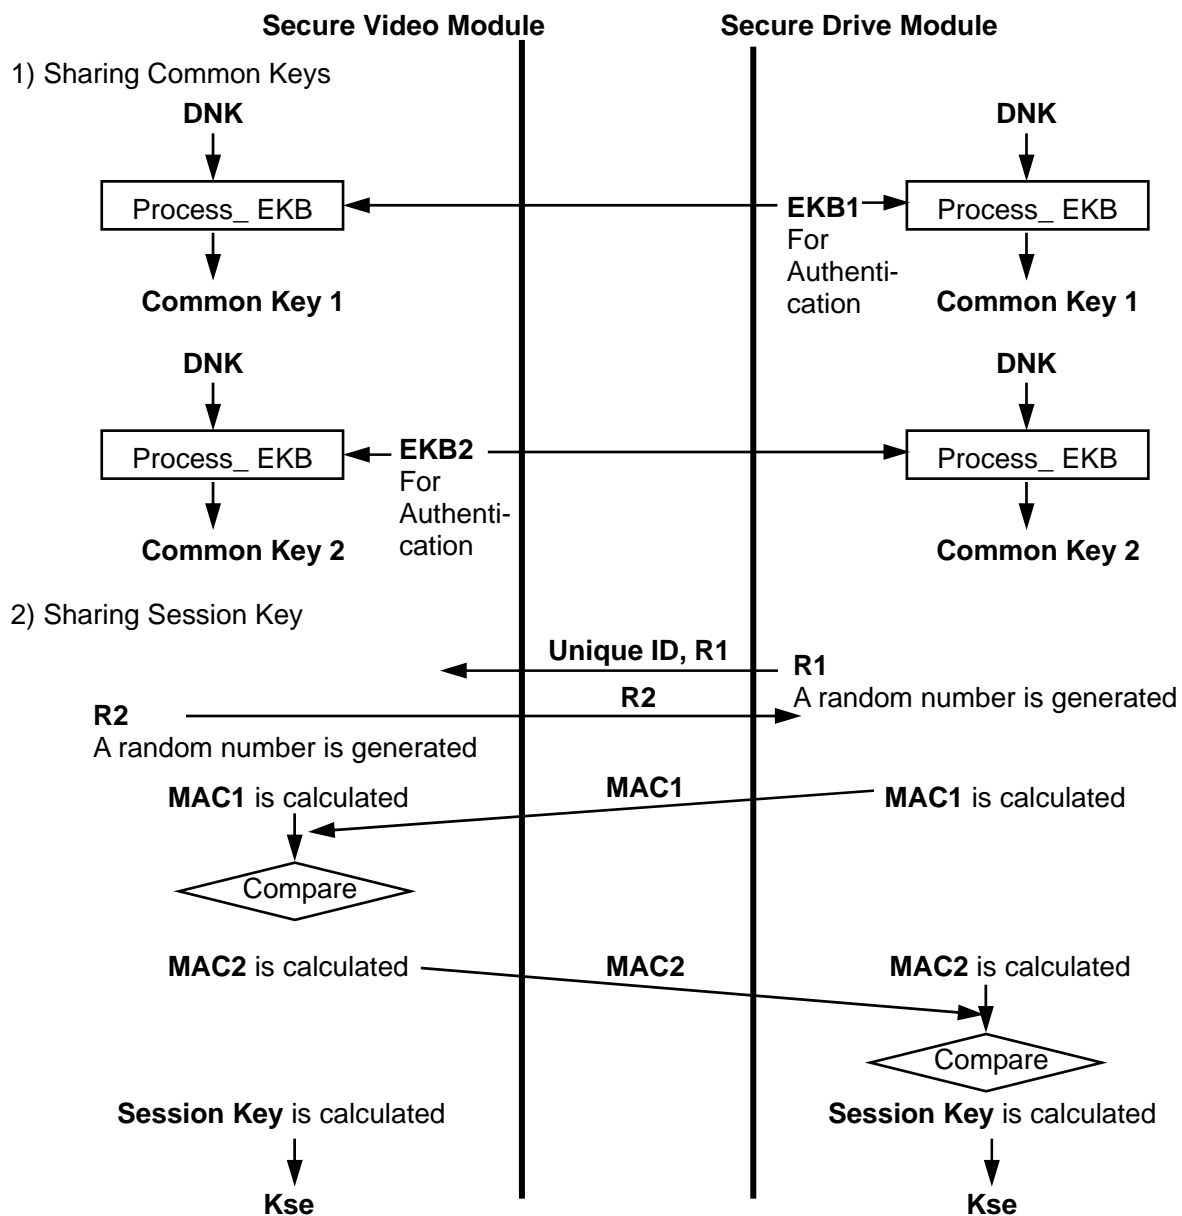 Secure Video Module
Secure Drive Module
1) Sharing Common Keys
DNK
DNK
Process_ EKB
EKB1
For
Authenti-
cation
Process_ EKB
Common Key 1
Common Key 1
DNK
DNK
Process_ EKB
EKB2
For
Authenti-
cation
Process_ EKB
Common Key 2
Common Key 2
2) Sharing Session Key
Unique ID, R1
R1
A random number is generated
R2
R2
A random number is generated
MAC1 is calculated
MAC1
MAC1 is calculated
Compare
MAC2 is calculated
MAC2
MAC2 is calculated
Compare
Session Key is calculated
Session Key is calculated
Kse
Kse